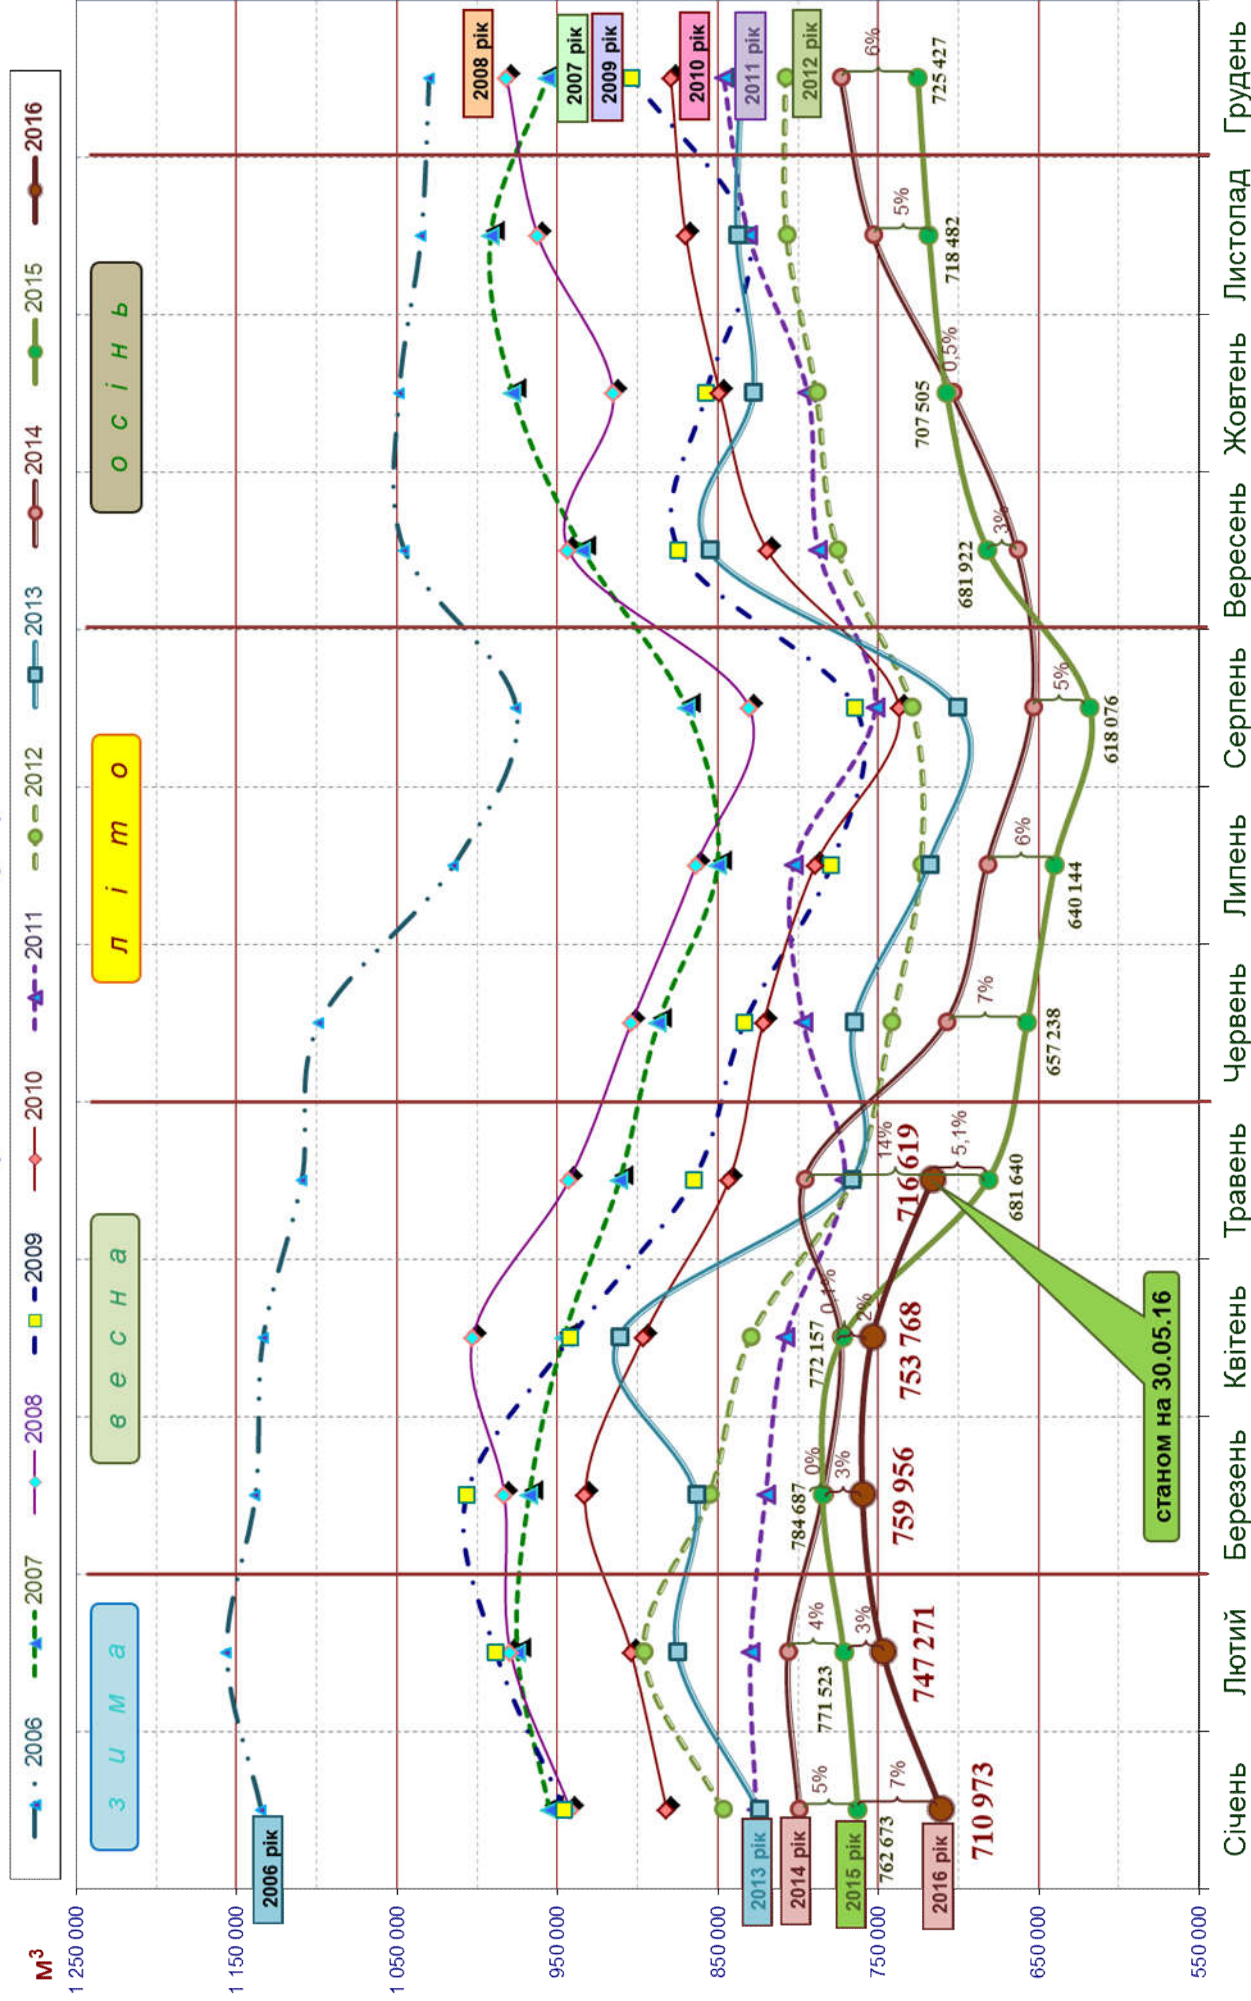 2006 2007 2008 2009 2010 2011 2012 2013 2014 2015 2016
м³
1 250 000
1 150 000
1 050 000
950 000
850 000
750 000
650 000
550 000
зима
весна
літо
осінь
2006 рік
2013 рік
2014 рік
2015 рік
2016 рік
2008 рік
2007 рік
2009 рік
2010 рік
2011 рік
2012 рік
5%
4%
0%
0,1%
14%
7%
6%
5%
3%
0,5%
5%
6%
7%
3%
3%
2%
5,1%
762 673
771 523
784 687
772 157
681 640
657 238
640 144
618 076
681 922
707 505
718 482
725 427
710 973
747 271
759 956
753 768
716 619
станом на 30.05.16
Січень Лютий Березень Квітень Травень Червень Липень Серпень Вересень Жовтень Листопад Грудень